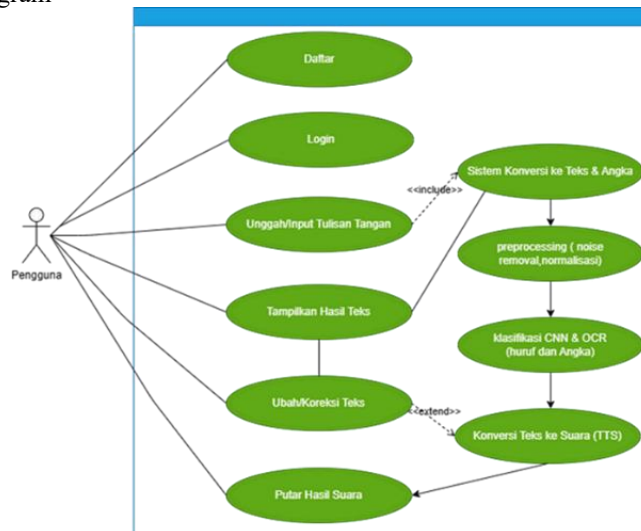 gram
Daftar
Login
Sistem Konversi ke Teks & Angka
<<include>>
Unggah/Input Tulisan Tangan
Pengguna
preprocessing ( noise
removal,normalisasi)
Tampilkan Hasil Teks
klasifikasi CNN & OCR
(huruf dan Angka)
Ubah/Koreksi Teks
<<extend>>
Konversi Teks ke Suara (TTS)
Putar Hasil Suara